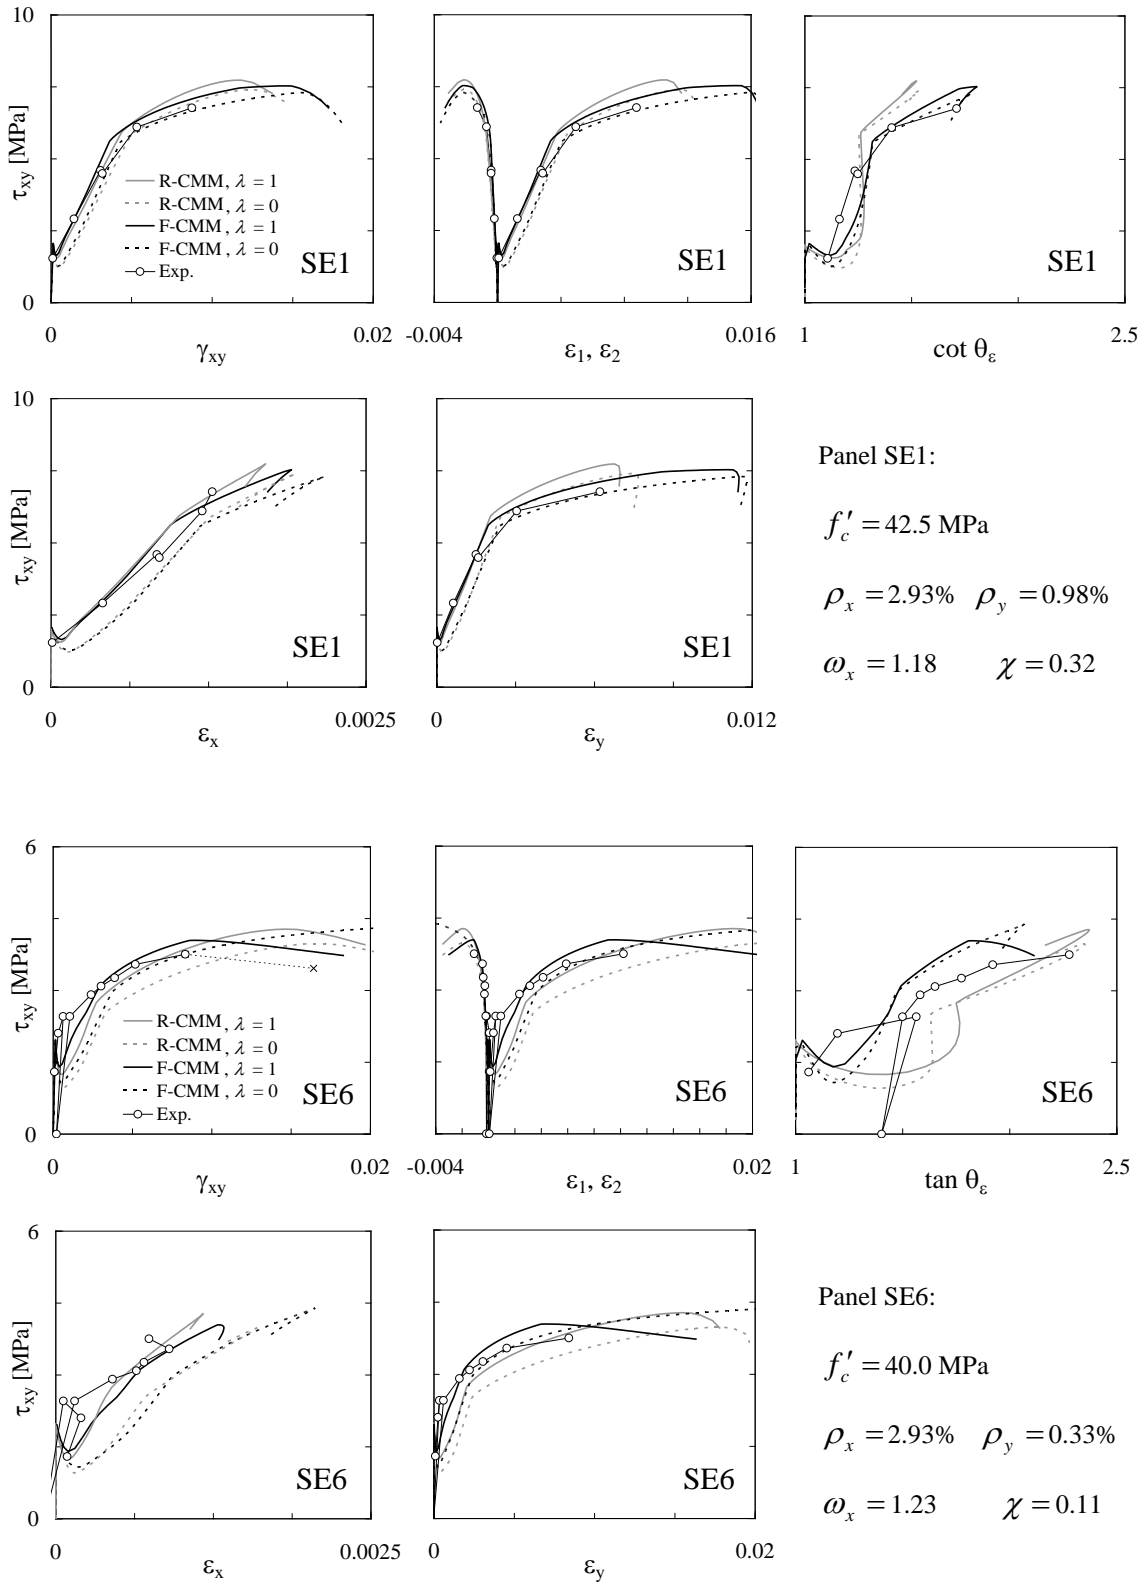 10
τxy [MPa]
R-CMM, λ = 1
R-CMM, λ = 0
F-CMM, λ = 1
F-CMM, λ = 0
Exp.
SE1
SE1
SE1
0
0 0.02
γxy
-0.004 0.016
ε1, ε2
1 2.5
cot θε
10
τxy [MPa]
SE1
SE1
0
0 0.0025
εx
0 0.012
εy
Panel SE1:
f′c = 42.5 MPa
ρx = 2.93% ρy = 0.98%
ωx = 1.18 χ = 0.32
6
τxy [MPa]
R-CMM, λ = 1
R-CMM, λ = 0
F-CMM, λ = 1
F-CMM, λ = 0
Exp.
SE6
SE6
SE6
0
0 0.02
γxy
-0.004 0.02
ε1, ε2
1 2.5
tan θε
6
τxy [MPa]
SE6
SE6
0
0 0.0025
εx
0 0.02
εy
Panel SE6:
f′c = 40.0 MPa
ρx = 2.93% ρy = 0.33%
ωx = 1.23 χ = 0.11